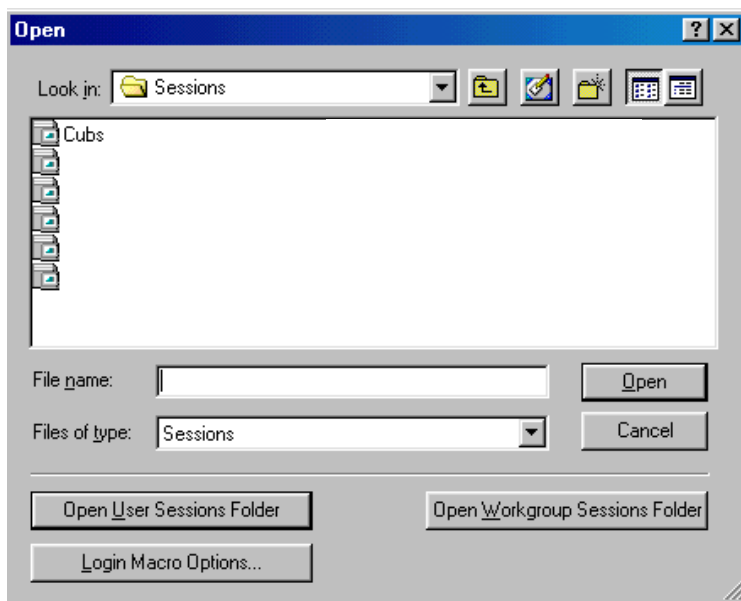 Open
Look in: Sessions
Cubs
File name:
Open
Files of type: Sessions
Cancel
Open User Sessions Folder
Open Workgroup Sessions Folder
Login Macro Options...